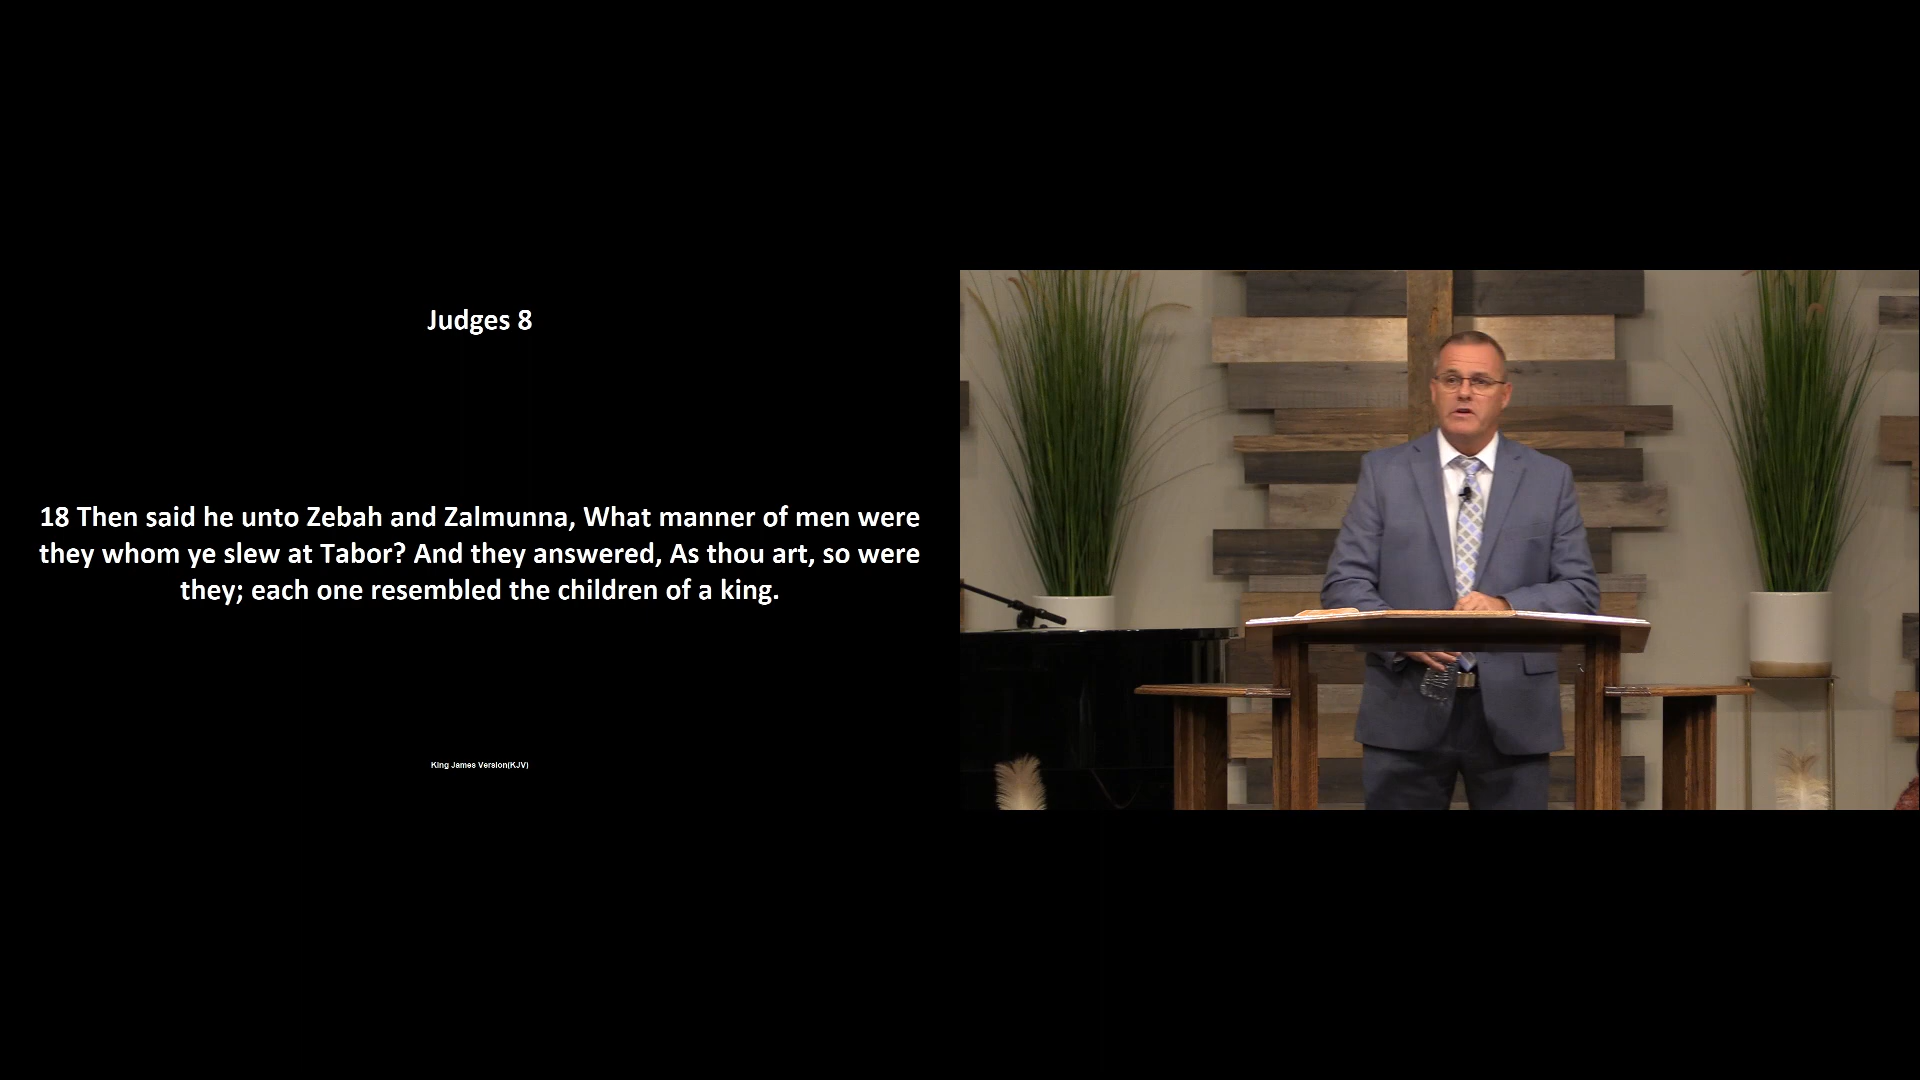 Judges 8
18 Then said he unto Zebah and Zalmunna, What manner of men were
they whom ye slew at Tabor? And they answered, As thou art, so were
they; each one resembled the children of a king.
King James Version(KJV)